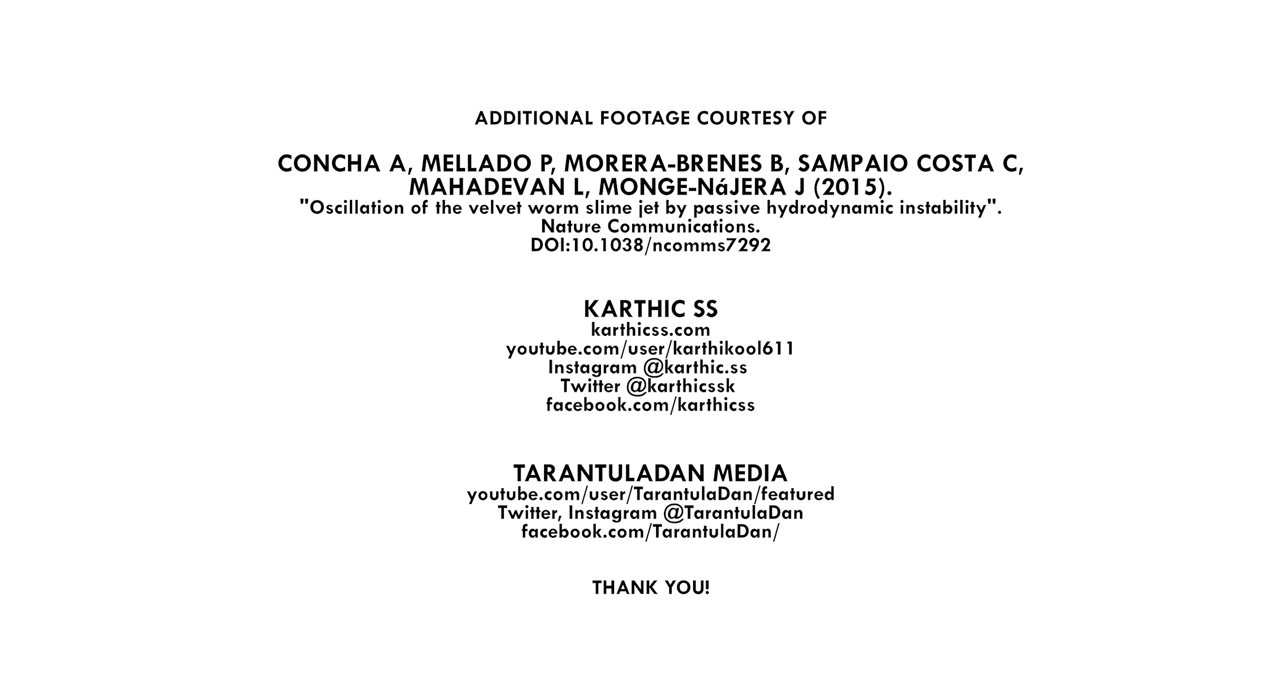 ADDITIONAL FOOTAGE COURTESY OF
CONCHA A, MELLADO P, MORERA-BRENES B, SAMPAIO COSTA C,
MAHADEVAN L, MONGE-NáJERA J (2015).
"Oscillation of the velvet worm slime jet by passive hydrodynamic instability".
Nature Communications.
DOI:10.1038/ncomms7292
KARTHIC SS
karthicss.com
youtube.com/user/karthikool611
Instagram @karthic.ss
Twitter @karthicssk
facebook.com/karthicss
TARANTULADAN MEDIA
youtube.com/user/TarantulaDan/featured
Twitter, Instagram @TarantulaDan
facebook.com/TarantulaDan/
THANK YOU!